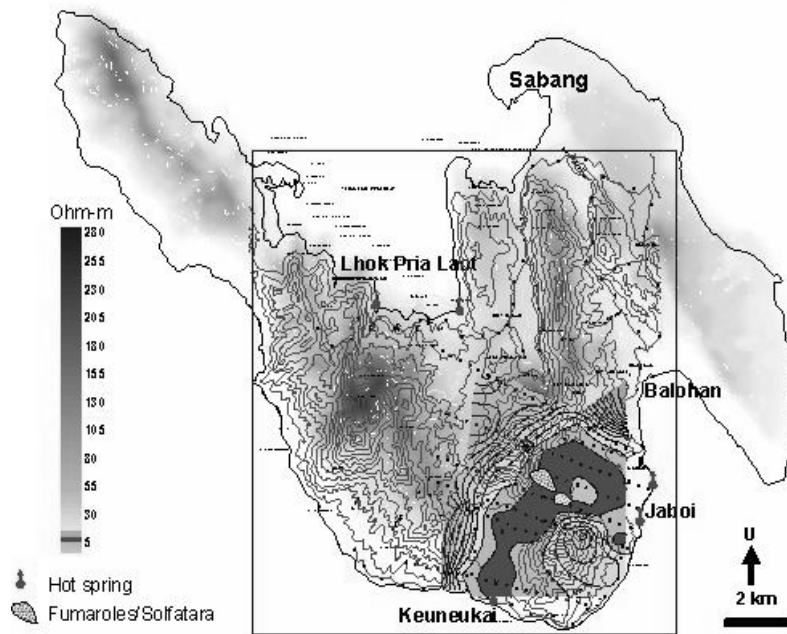 Sabang
Ohm-m
280
255
230
205
180
155
130
105
80
55
30
5
Lhok Pria Laot
Balohan
Jaboi
Keuneukai
U
2 km
Hot spring
Fumaroles/Solfatara